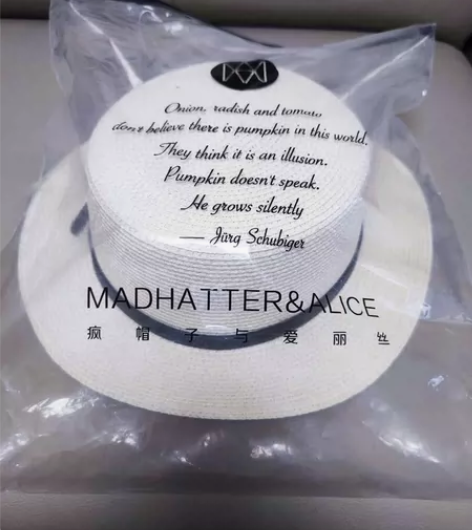 Onion, radish and tomato
don't believe there is pumpkin in this world.
They think it is an illusion.
Pumpkin doesn't speak.
He grows silently
— Jürg Schubiger
MADHATTER&ALICE
疯帽子与爱丽丝